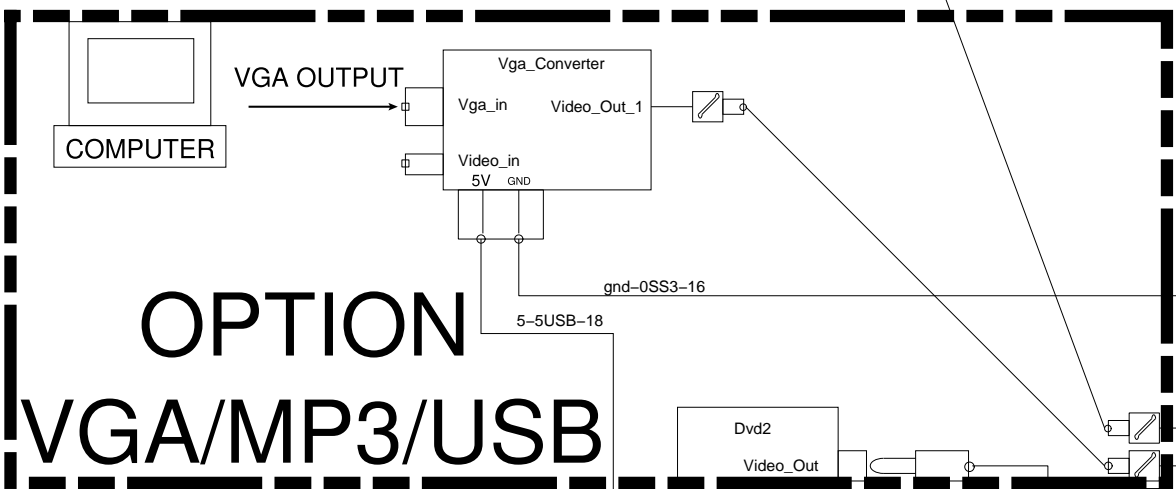 Vga_Converter
VGA OUTPUT
Vga_in
Video_Out_1
COMPUTER
Video_in
5V
GND
gnd–0SS3–16
5–5USB–18
OPTION
VGA/MP3/USB
Dvd2
Video_Out